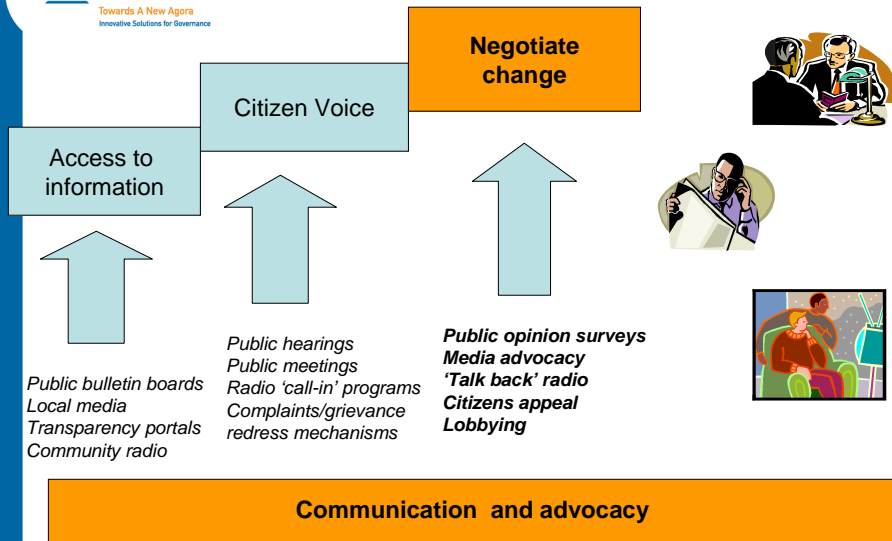 Towards A New Agora
Innovative Solutions for Governance
Negotiate
change
Citizen Voice
Access to
information
Public bulletin boards
Local media
Transparency portals
Community radio
Public hearings
Public meetings
Radio ‘call-in’ programs
Complaints/grievance
redress mechanisms
Public opinion surveys
Media advocacy
‘Talk back’ radio
Citizens appeal
Lobbying
Communication and advocacy